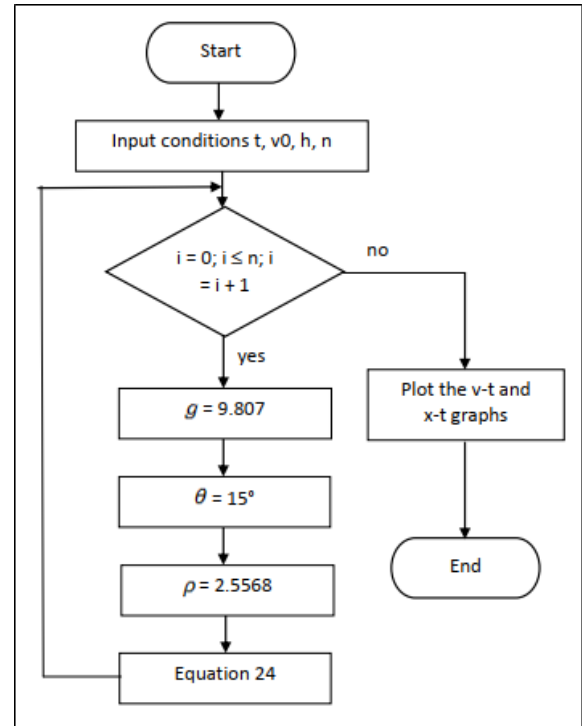 Start
Input conditions t, v0, h, n
i = 0; i ≤ n; i
= i + 1
no
yes
g = 9.807
Plot the v-t and
x-t graphs
θ = 15°
ρ = 2.5568
End
Equation 24